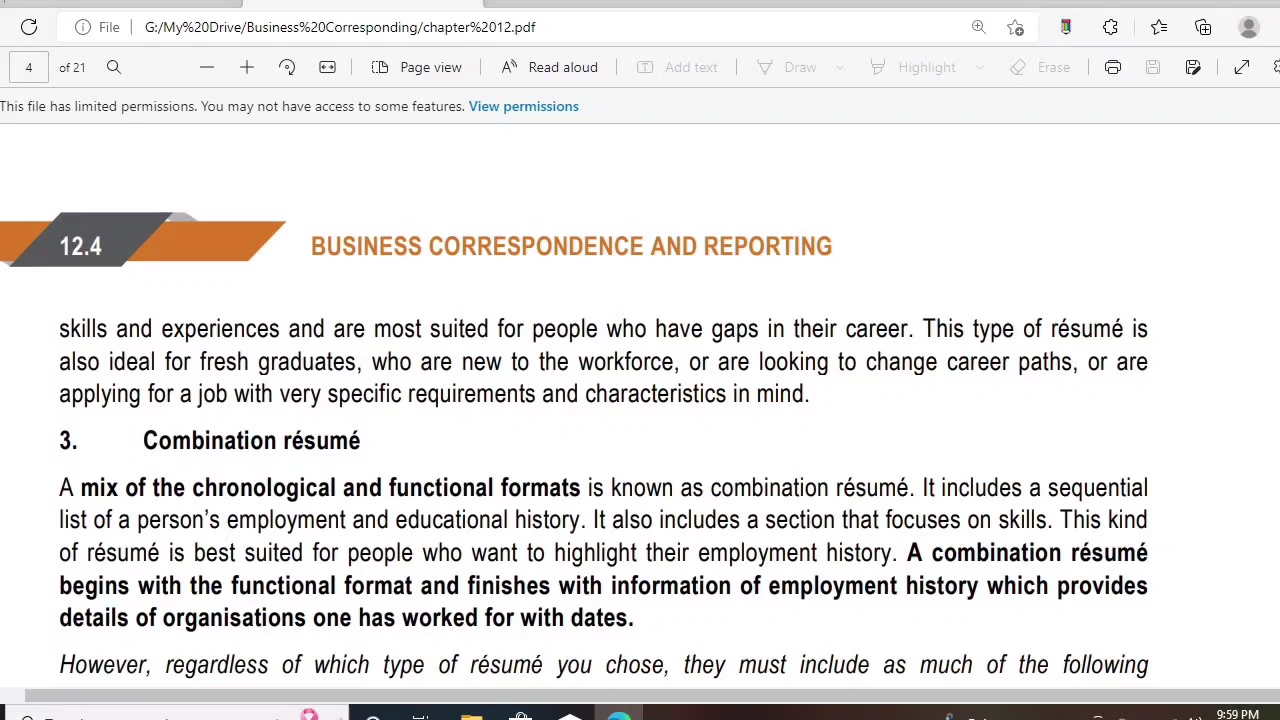 File
G:/My%20Drive/Business%20Corresponding/chapter%2012.pdf
4 of 21
Page view
Read aloud
Add text
Draw
Highlight
Erase
This file has limited permissions. You may not have access to some features. View permissions
12.4
BUSINESS CORRESPONDENCE AND REPORTING
skills and experiences and are most suited for people who have gaps in their career. This type of résumé is
also ideal for fresh graduates, who are new to the workforce, or are looking to change career paths, or are
applying for a job with very specific requirements and characteristics in mind.
3. Combination résumé
A mix of the chronological and functional formats is known as combination résumé. It includes a sequential
list of a person's employment and educational history. It also includes a section that focuses on skills. This kind
of résumé is best suited for people who want to highlight their employment history. A combination résumé
begins with the functional format and finishes with information of employment history which provides
details of organisations one has worked for with dates.
However, regardless of which type of résumé you chose, they must include as much of the following
9:59 PM